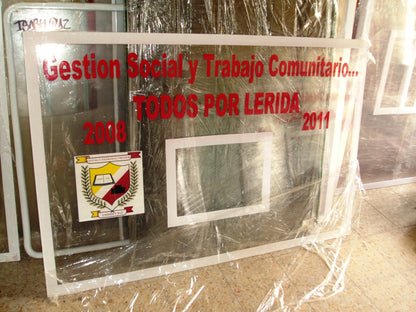 Gestion Social y Trabajo Comunitario...
TODOS POR LERIDA
2008
2011